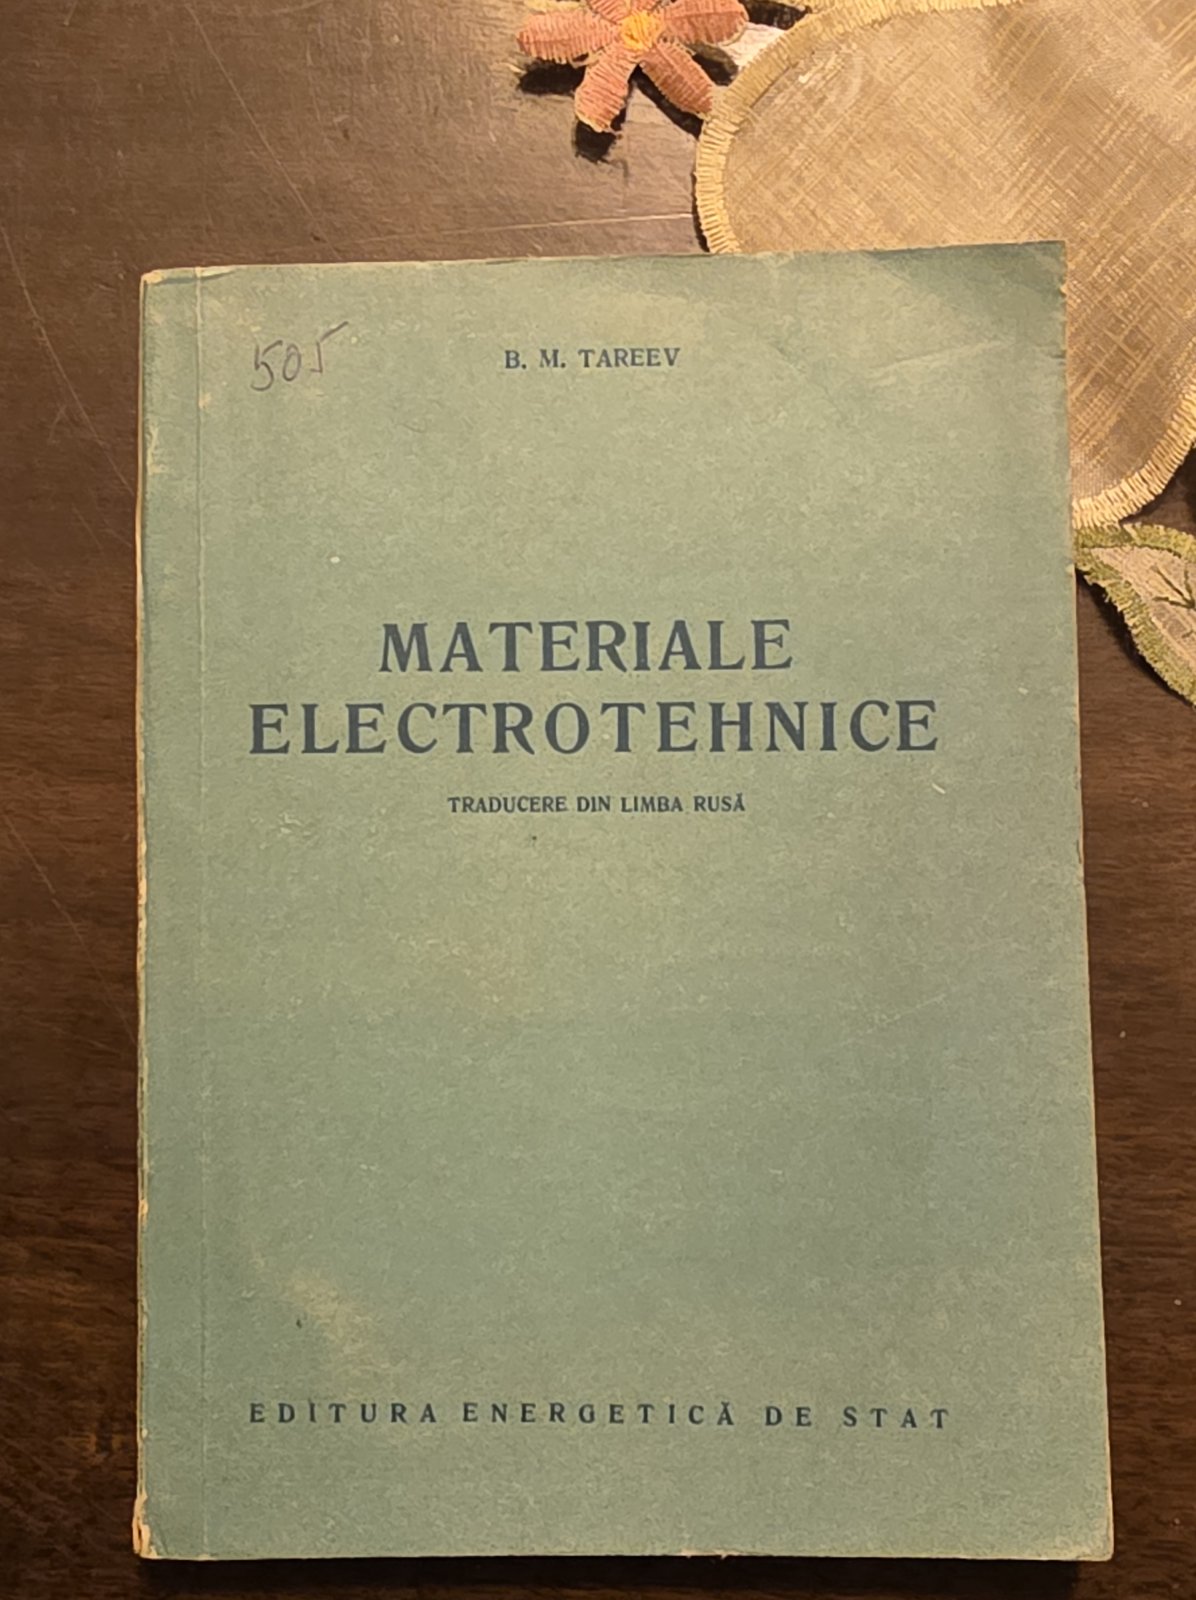 505
B. M. TAREEV
MATERIALE
ELECTROTEHNICE
TRADUCERE DIN LIMBA RUSĂ
EDITURA ENERGETICĂ DE STAT